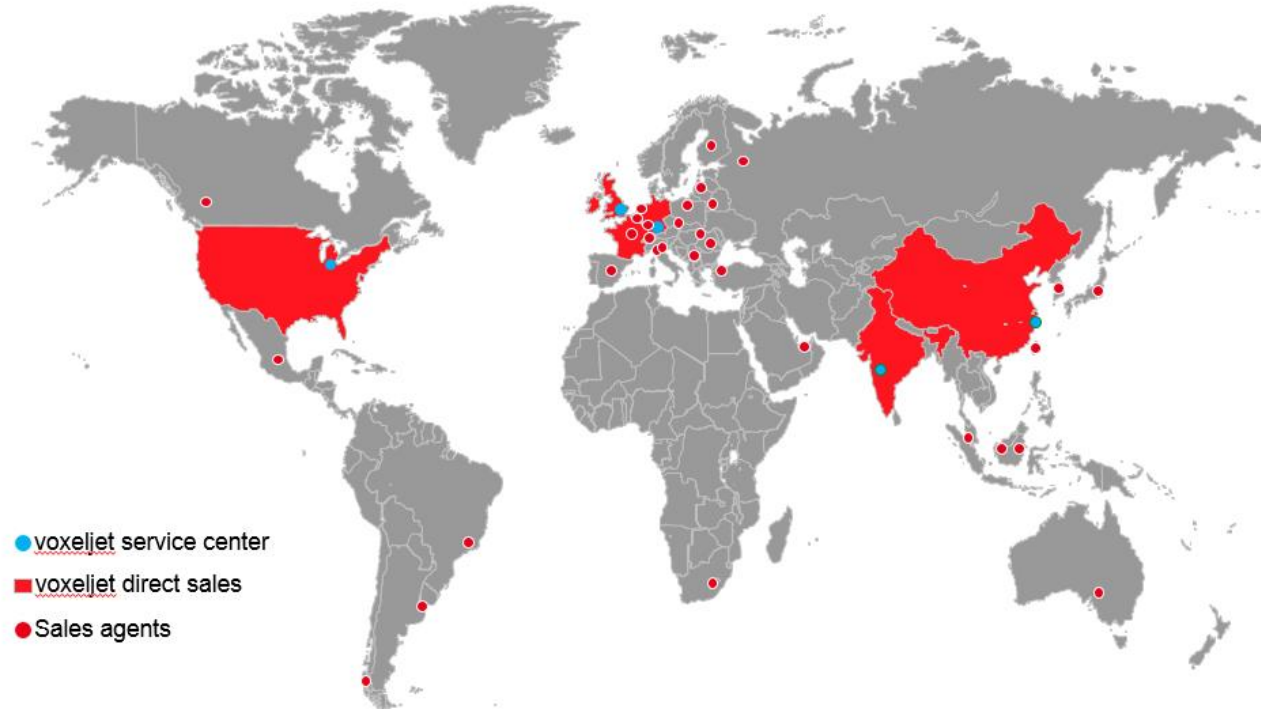 voxeljet service center
voxeljet direct sales
Sales agents